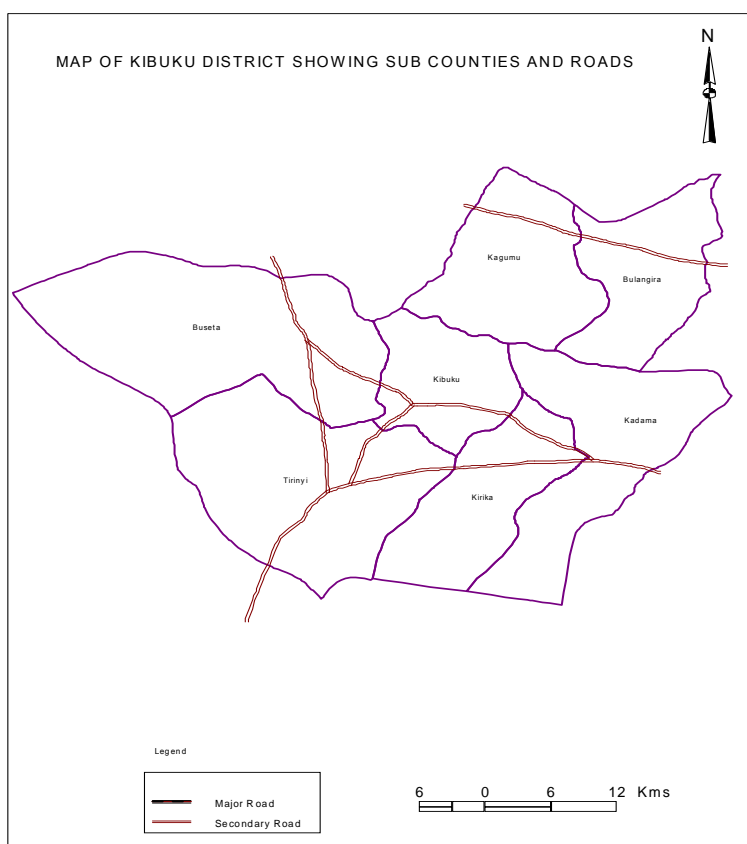 N
MAP OF KIBUKU DISTRICT SHOWING SUB COUNTIES AND ROADS
Kagumu
Bulangira
Buseta
Kibuku
Kadama
Tirinyi
Kirika
Legend
Major Road
Secondary Road
6 0 6 12 Kms